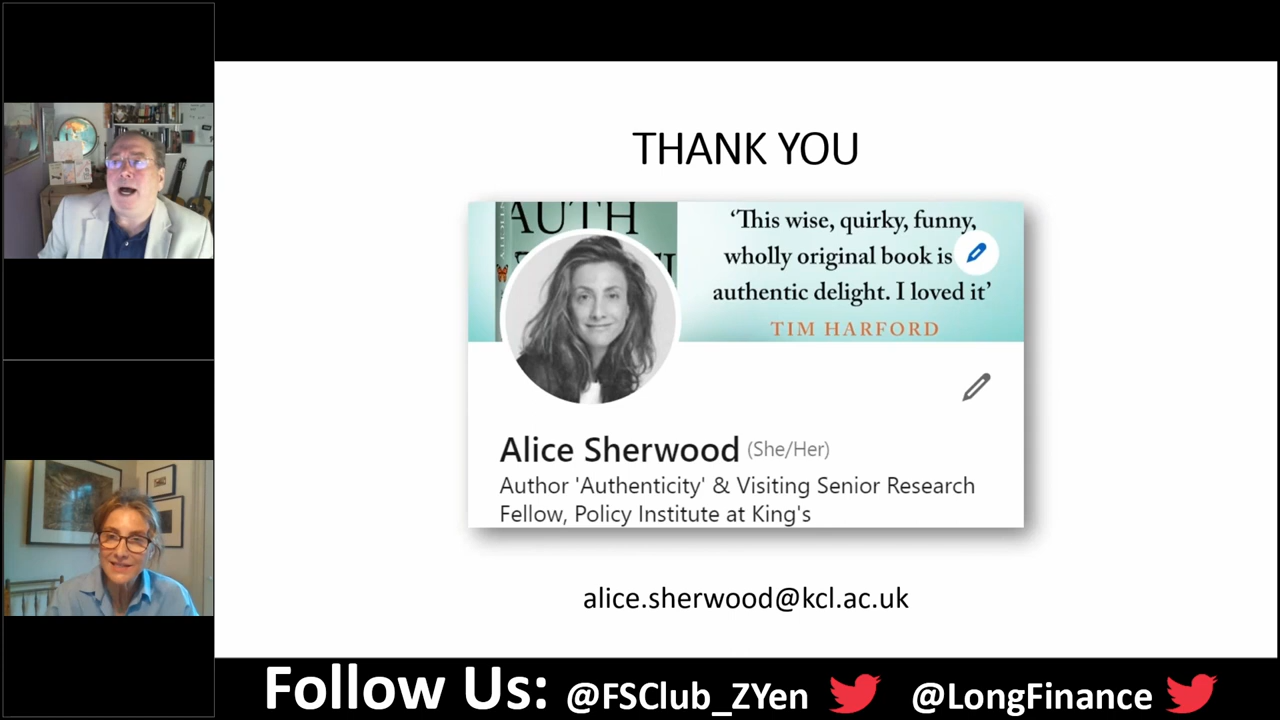 THANK YOU
AUTH
‘This wise, quirky, funny,
wholly original book is
authentic delight. I loved it’
TIM HARFORD
Alice Sherwood (She/Her)
Author 'Authenticity' & Visiting Senior Research
Fellow, Policy Institute at King's
alice.sherwood@kcl.ac.uk
Follow Us: @FSClub_ZYen @LongFinance